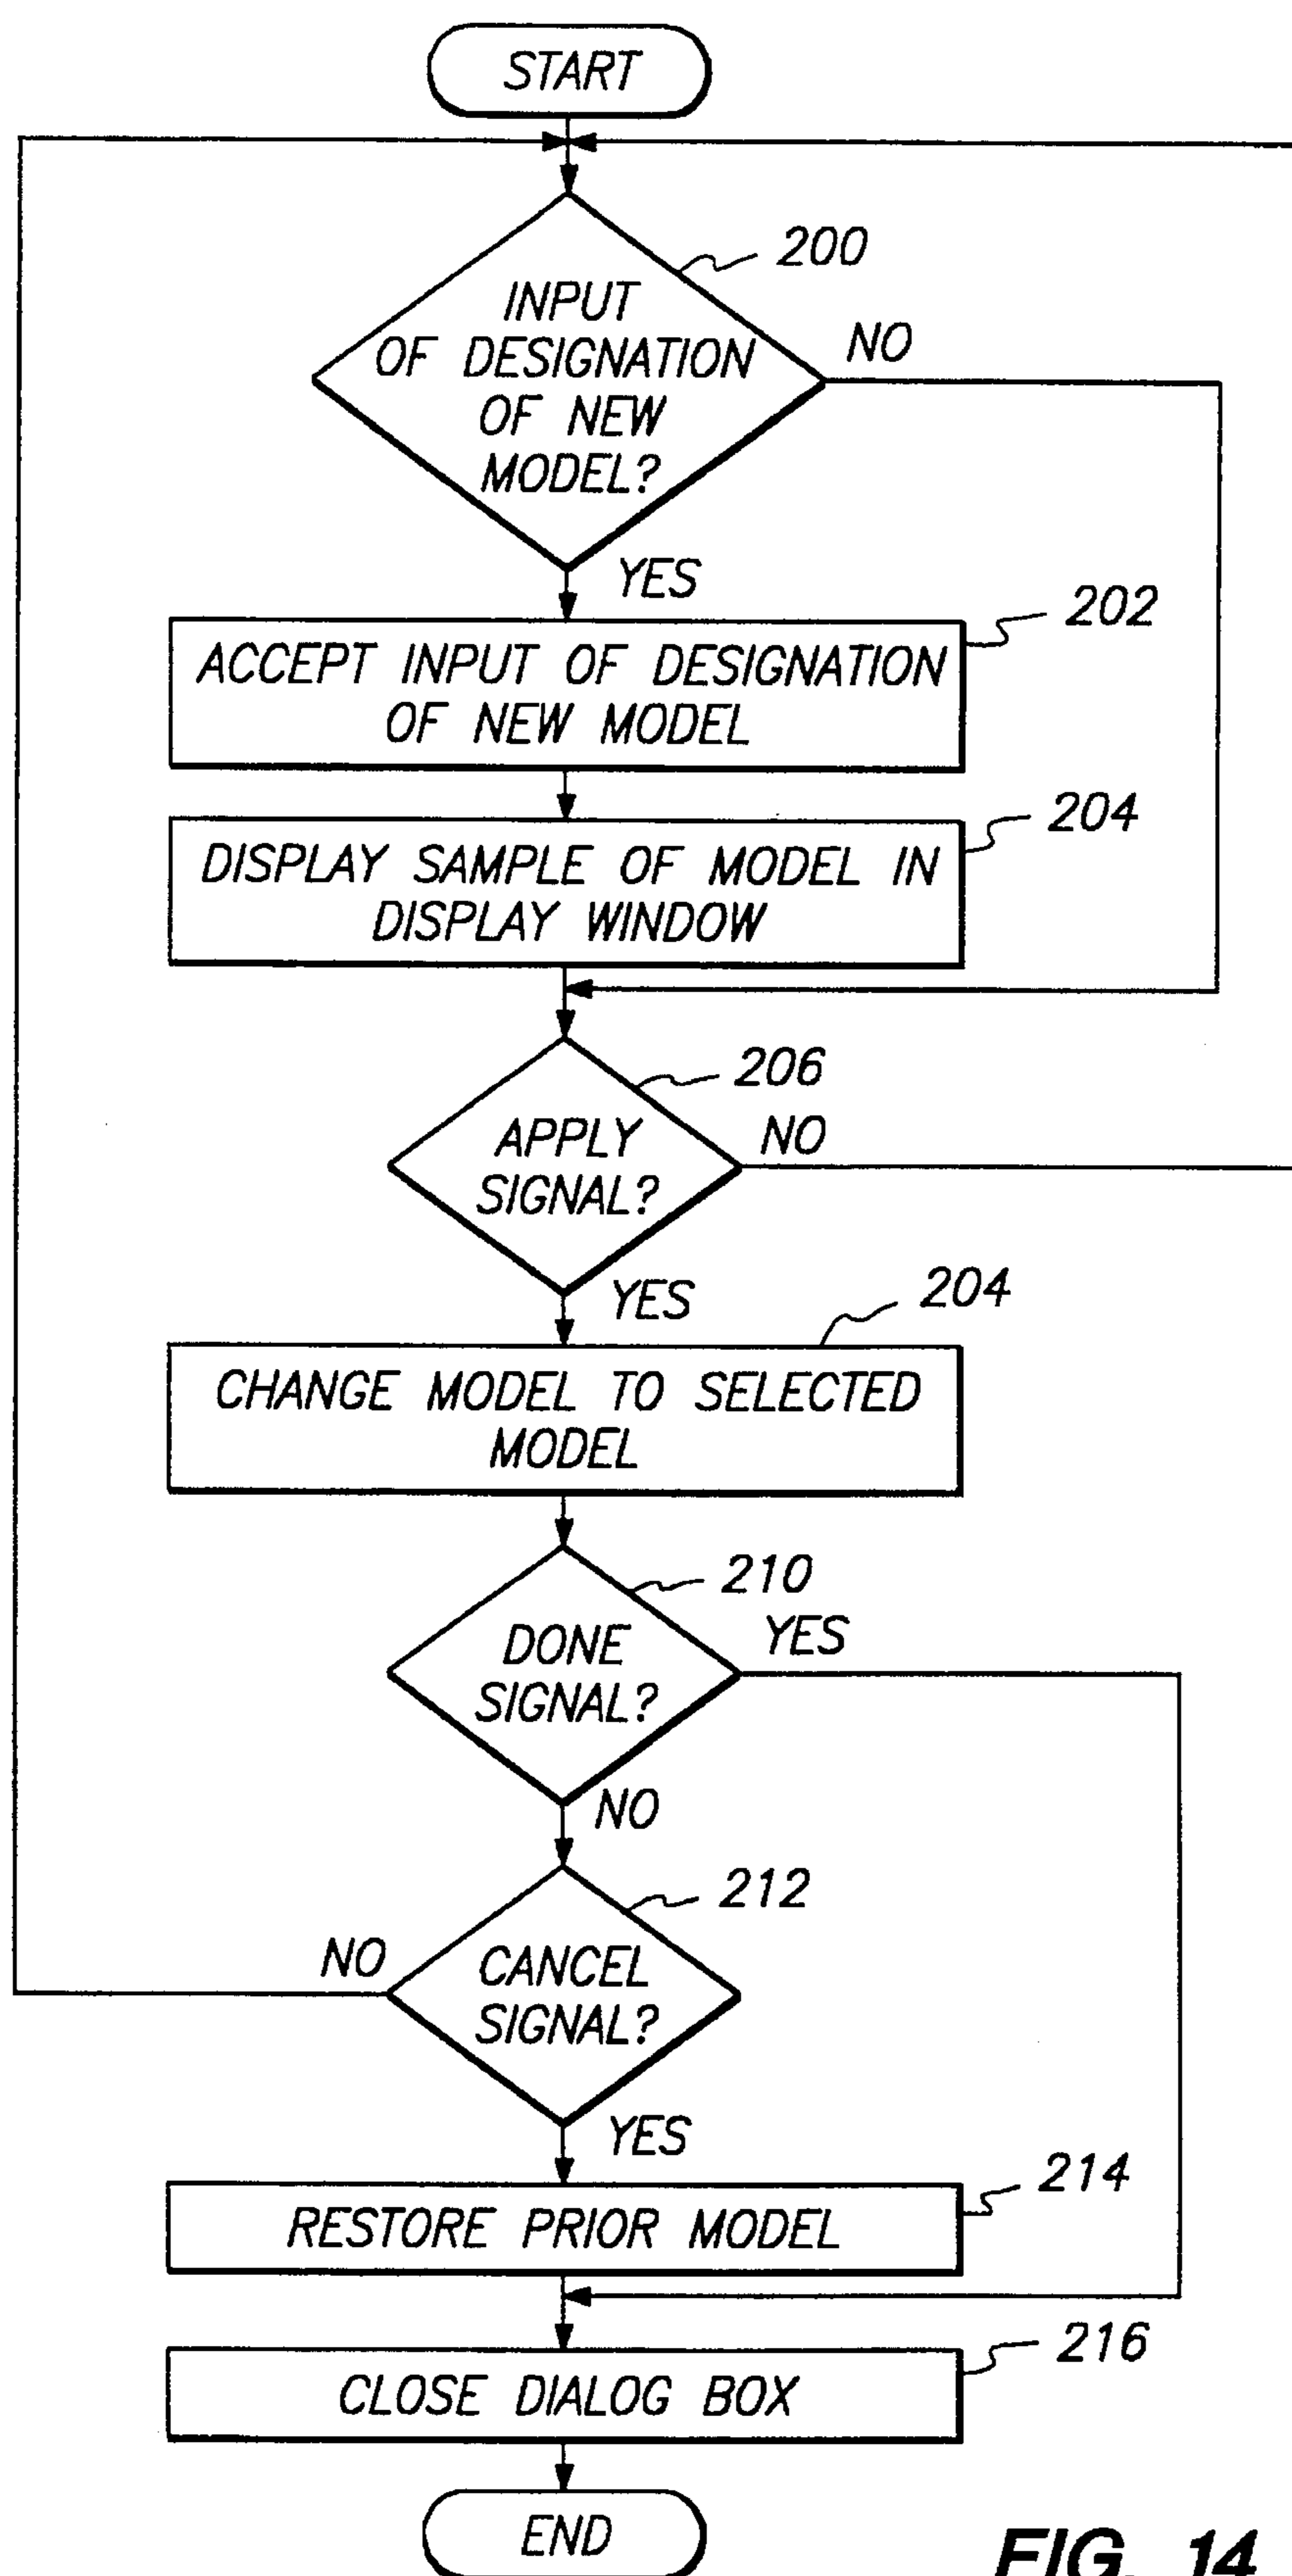 START
200
INPUT
OF DESIGNATION
OF NEW
MODEL?
NO
YES
202
ACCEPT INPUT OF DESIGNATION
OF NEW MODEL
204
DISPLAY SAMPLE OF MODEL IN
DISPLAY WINDOW
206
APPLY
SIGNAL?
NO
YES
204
CHANGE MODEL TO SELECTED
MODEL
210
DONE
SIGNAL?
YES
NO
212
CANCEL
SIGNAL?
NO
YES
214
RESTORE PRIOR MODEL
216
CLOSE DIALOG BOX
END
FIG. 14